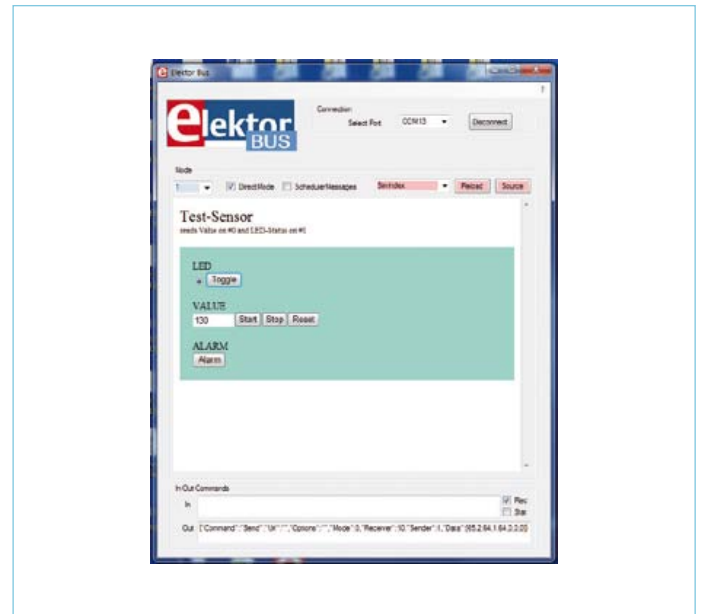 Elektor Bus
elektor
BUS
Connection
Select Port COM13 Disconnect
Node
1 DirectMode SchedulerMessages Reload Source
Test-Sensor
sends Value on #0 and LED-Status on #1
LED
Toggle
VALUE
130 Start Stop Reset
ALARM
Alarm
In Out Commands
In Rec
Out